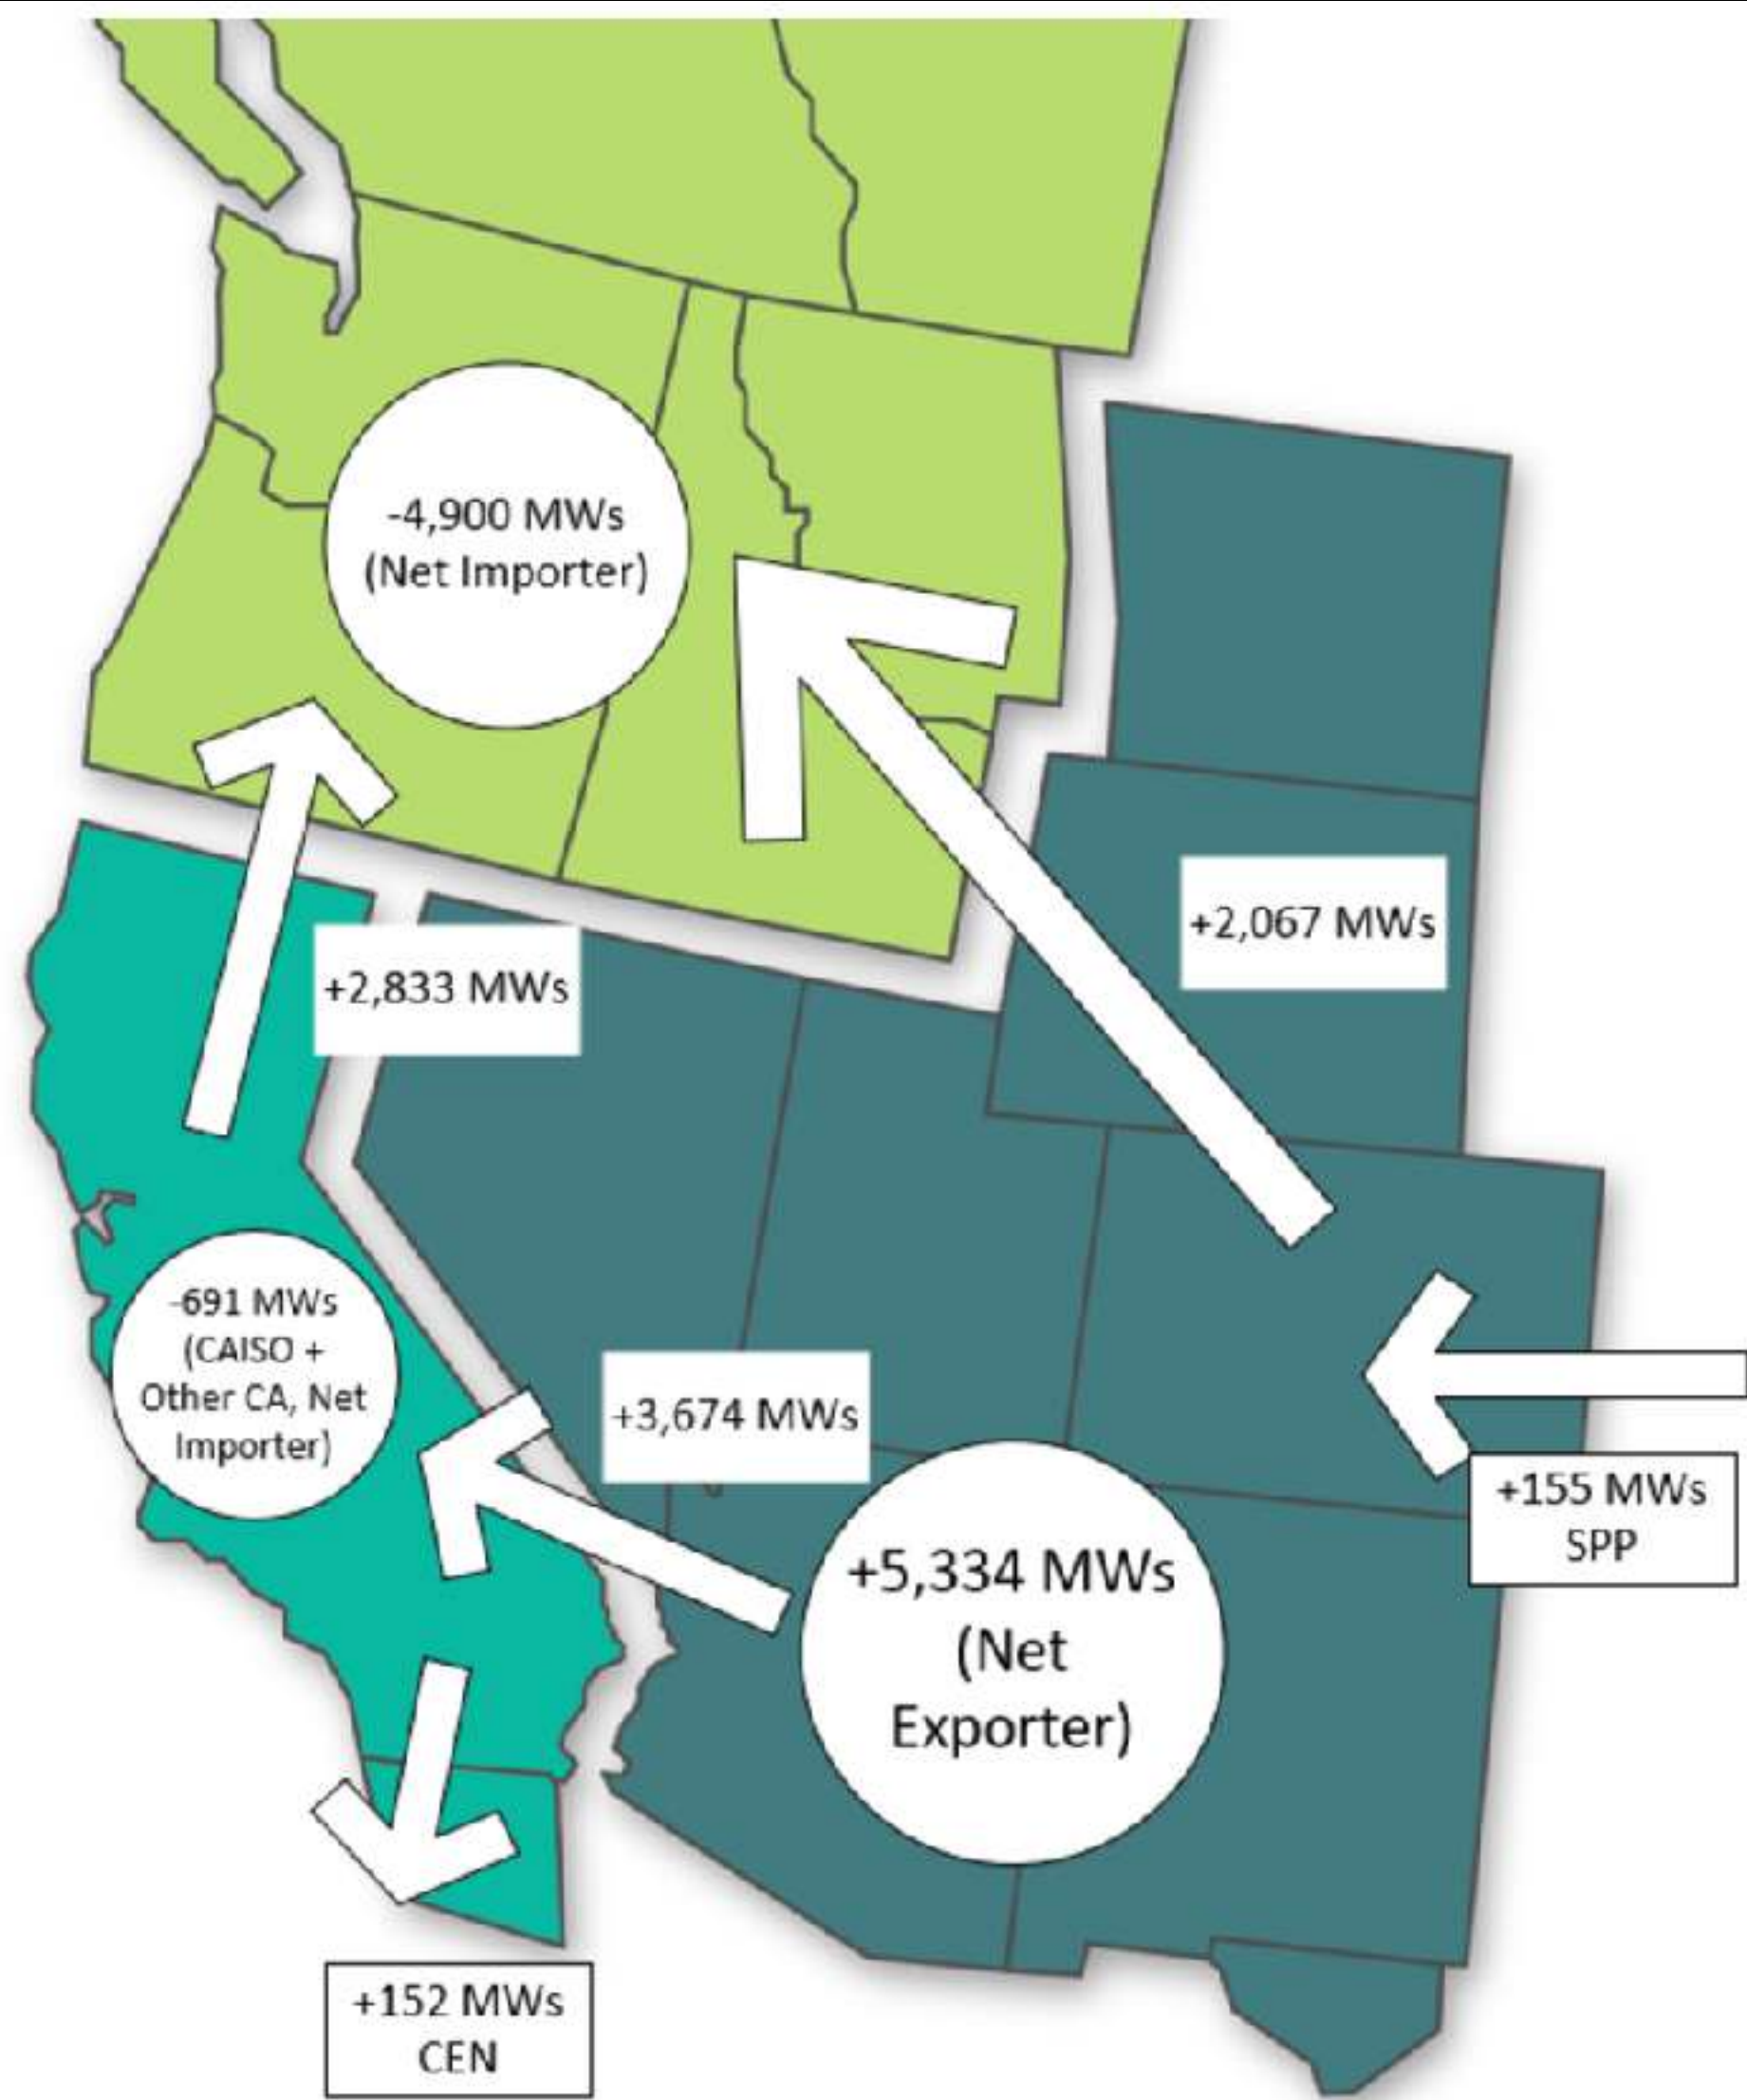 -4,900 MWs
(Net Importer)
+2,067 MWs
+2,833 MWs
-691 MWs
(CAISO +
Other CA, Net
Importer)
+3,674 MWs
+155 MWs
SPP
+5,334 MWs
(Net
Exporter)
+152 MWs
CEN